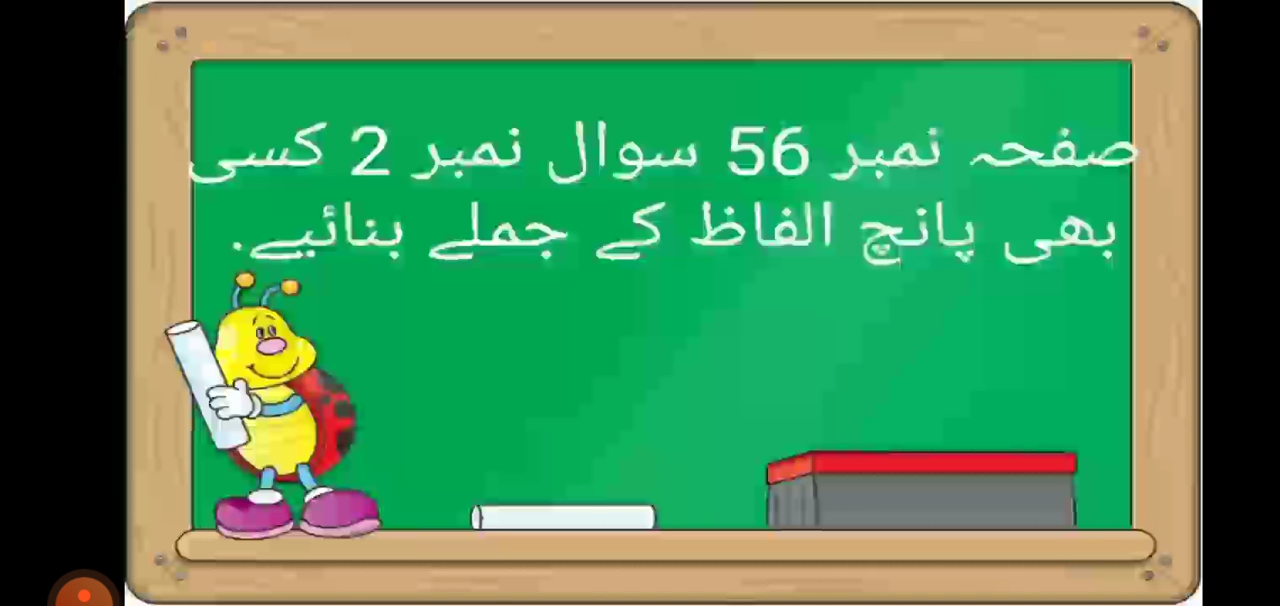 صفحہ نمبر 56 سوال نمبر 2 کسی
بھی پانچ الفاظ کے جملے بنائیے.